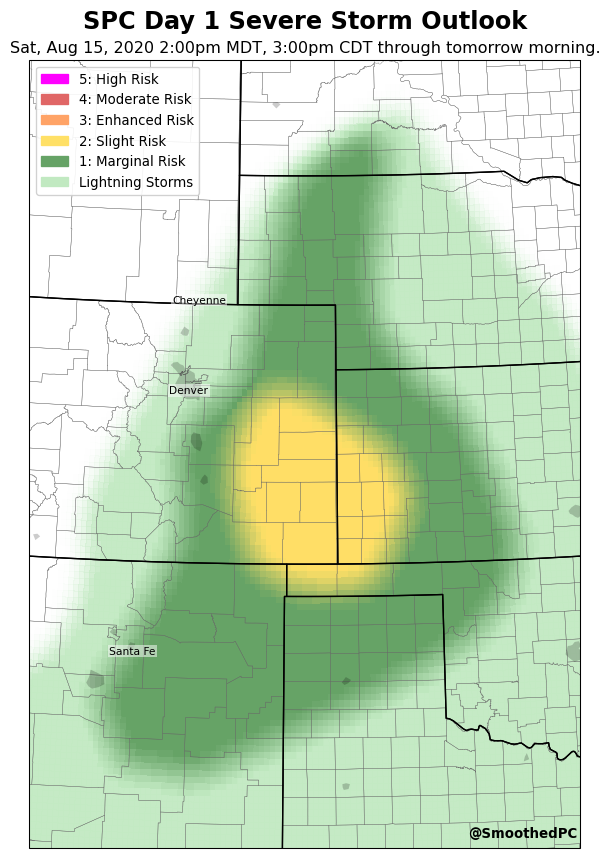 SPC Day 1 Severe Storm Outlook
Sat, Aug 15, 2020 2:00pm MDT, 3:00pm CDT through tomorrow morning.
5: High Risk
4: Moderate Risk
3: Enhanced Risk
2: Slight Risk
1: Marginal Risk
Lightning Storms
Cheyenne
Denver
Santa Fe
@SmoothedPC